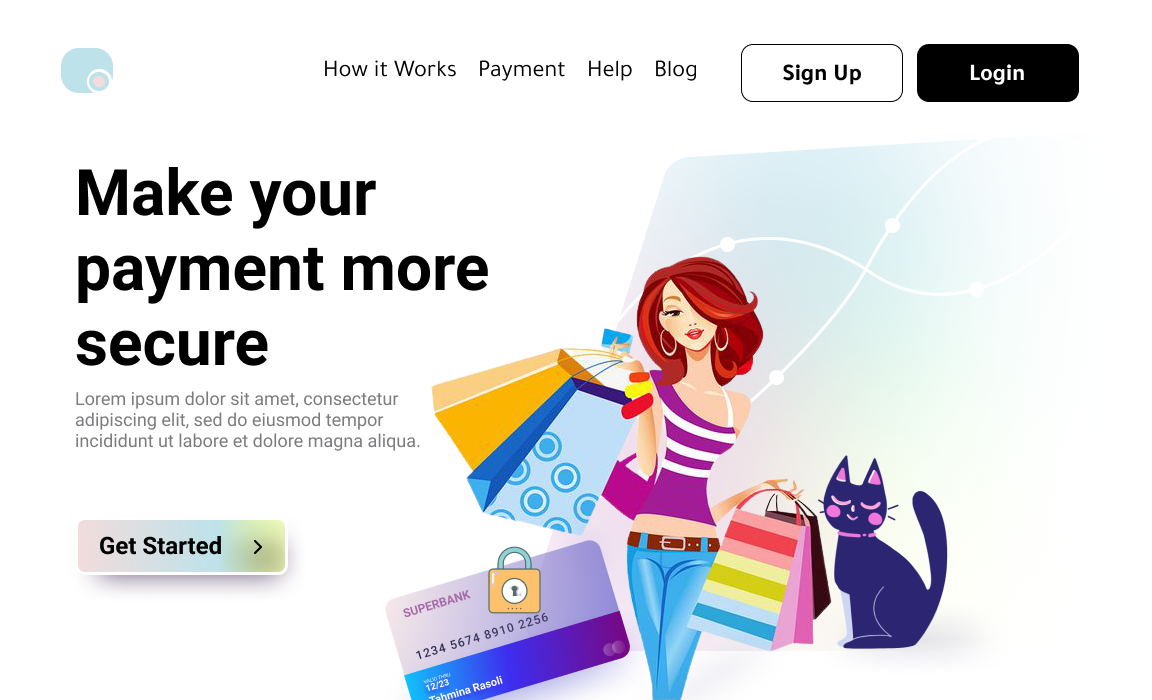 How it Works Payment Help Blog Sign Up Login
Make your
payment more
secure
Lorem ipsum dolor sit amet, consectetur
adipiscing elit, sed do eiusmod tempor
incididunt ut labore et dolore magna aliqua.
Get Started
SUPERBANK
1234 5674 8910 2256
VALID THRU
12/23
Tahmina Rasoli